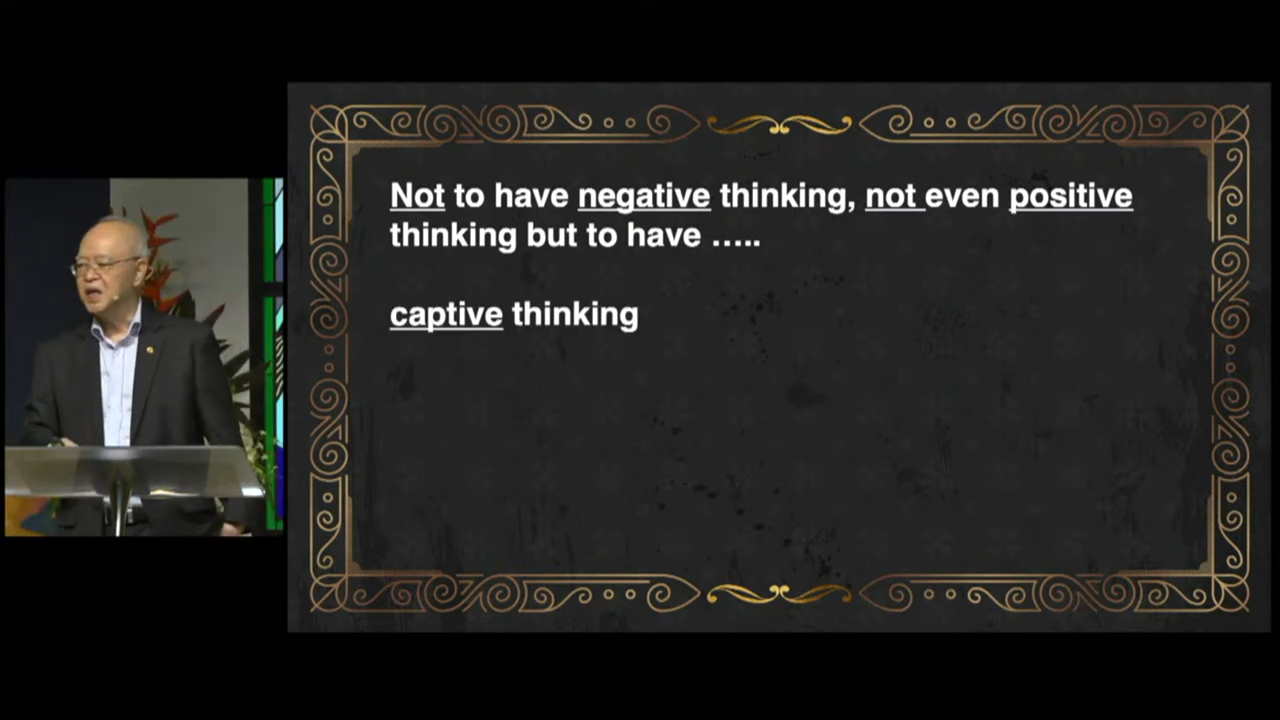 Not to have negative thinking, not even positive
thinking but to have …..
captive thinking